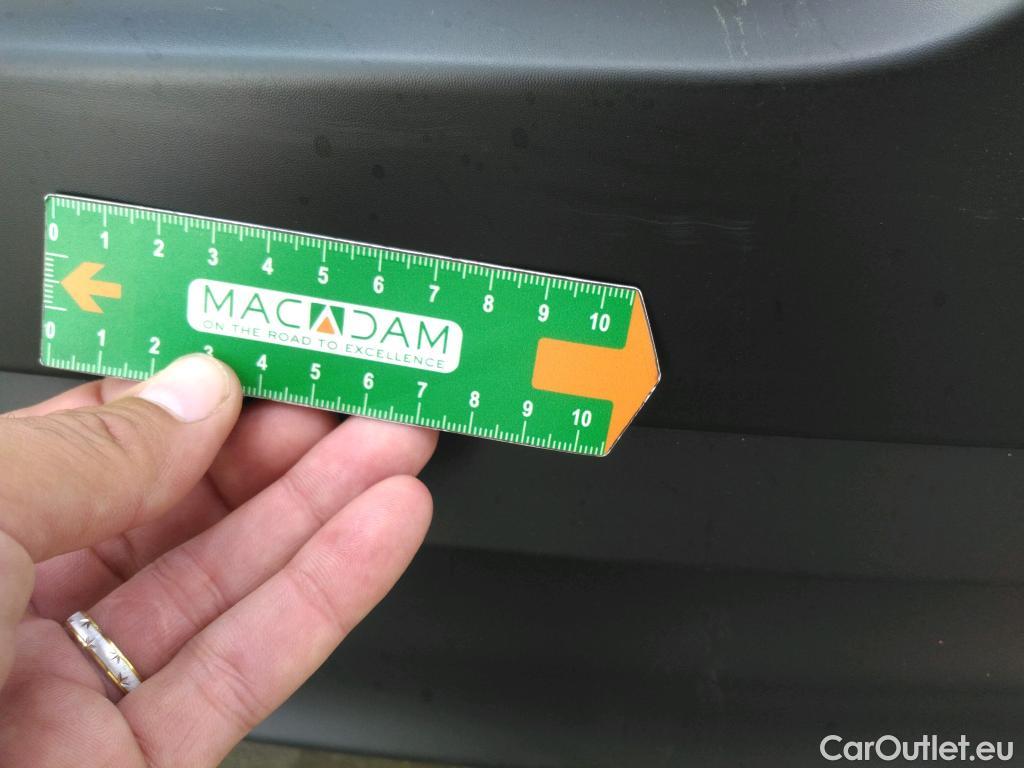 0 1 2 3 4 5 6 7 8 9 10
MACADAM
ON THE ROAD TO EXCELLENCE
0 1 2 3 4 5 6 7 8 9 10
CarOutlet.eu